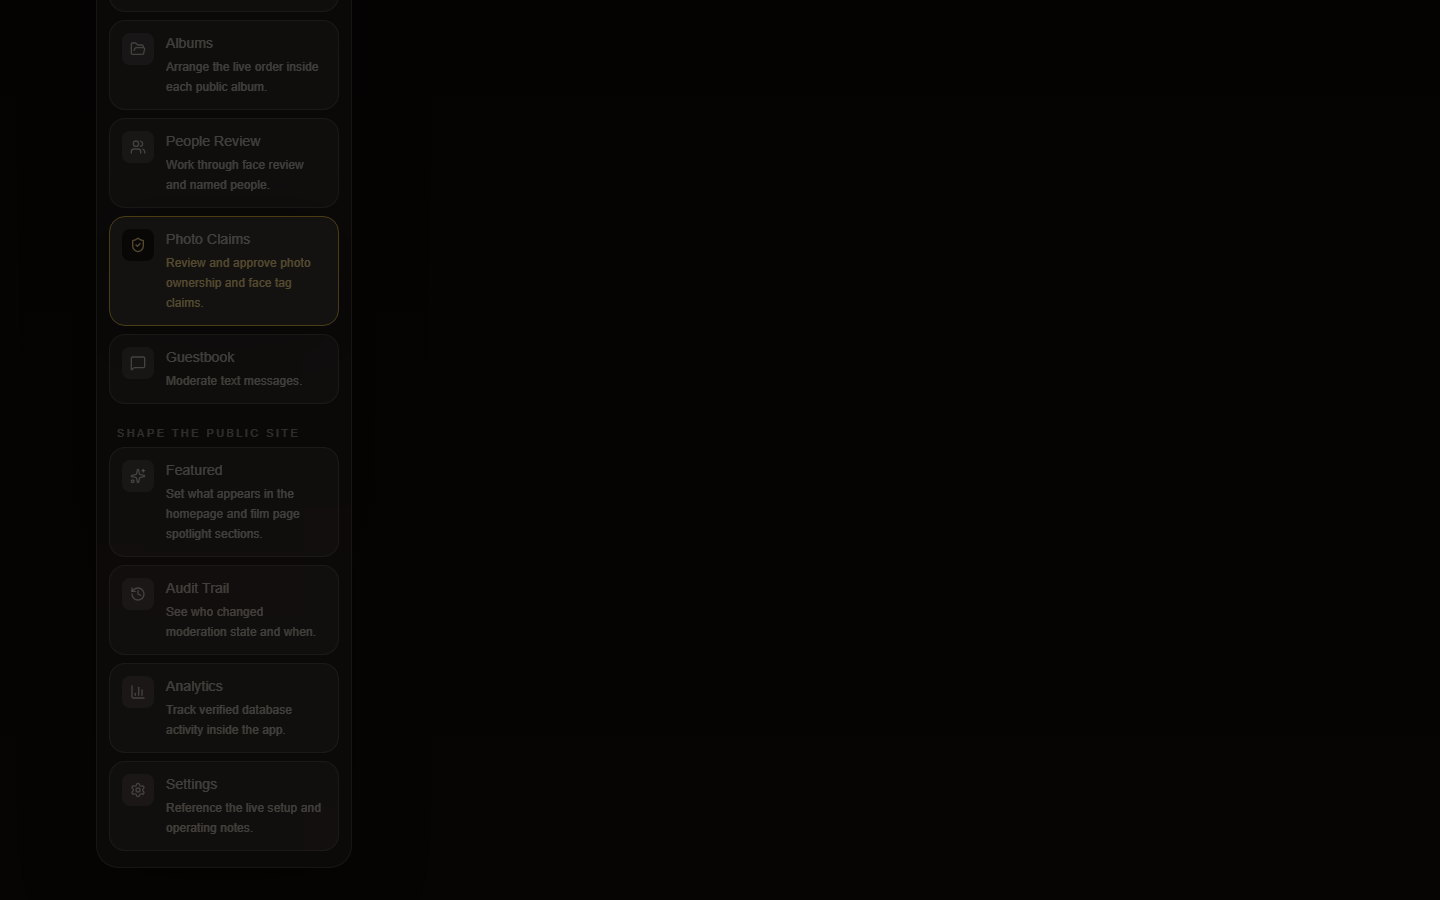 Albums
Arrange the live order inside
each public album.
People Review
Work through face review
and named people.
Photo Claims
Review and approve photo
ownership and face tag
claims.
Guestbook
Moderate text messages.
SHAPE THE PUBLIC SITE
Featured
Set what appears in the
homepage and film page
spotlight sections.
Audit Trail
See who changed
moderation state and when.
Analytics
Track verified database
activity inside the app.
Settings
Reference the live setup and
operating notes.